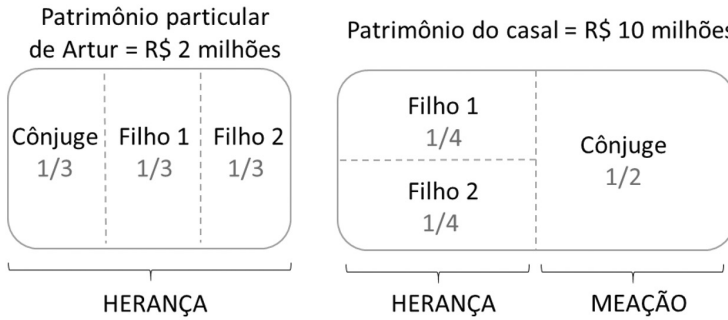 Patrimônio particular
de Artur = R$ 2 milhões
Cônjuge Filho 1 Filho 2
1/3 1/3 1/3
HERANÇA
Patrimônio do casal = R$ 10 milhões
Filho 1
1/4
Filho 2
1/4
Cônjuge
1/2
HERANÇA MEAÇÃO